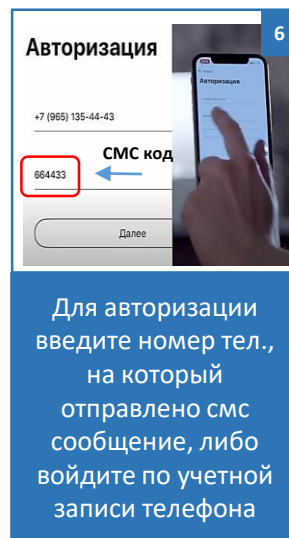 6
Авторизация
+7 (965) 135-44-43
СМС код
664433
Далее
Авторизация
Для авторизации
введите номер тел.,
на который
отправлено смс
сообщение, либо
войдите по учетной
записи телефона